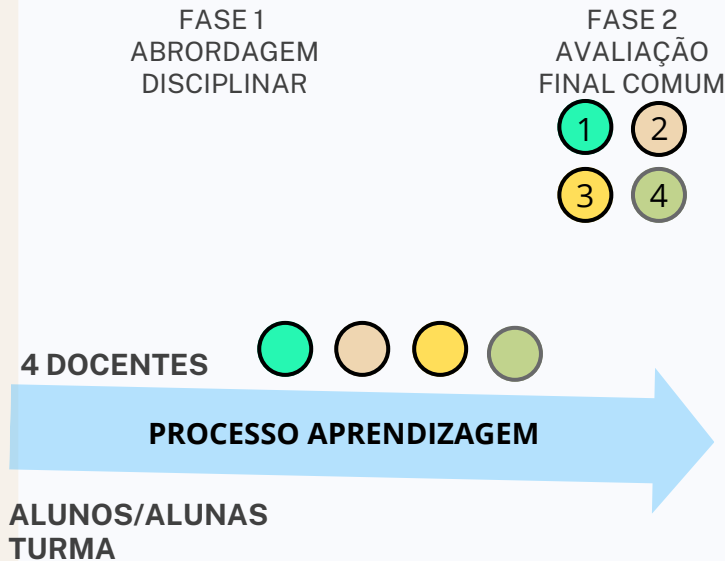 FASE 1
ABRORDAGEM
DISCIPLINAR
FASE 2
AVALIAÇÃO
FINAL COMUM
1 2
3 4
4 DOCENTES
PROCESSO APRENDIZAGEM
ALUNOS/ALUNAS
TURMA